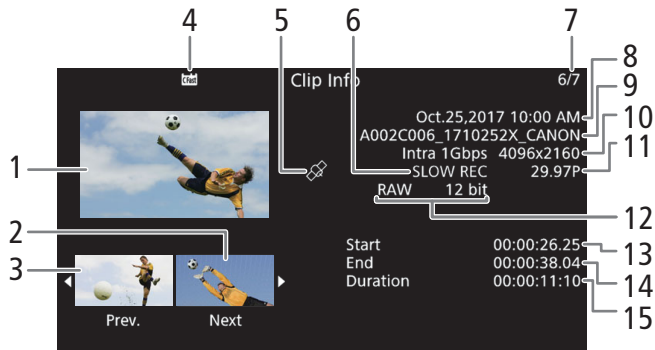 4 5 6 7
8
9
10
11
12
13
14
15
1
2
3
CFast
Clip Info
6/7
Oct.25,2017 10:00 AM
A002C006_1710252X_CANON
Intra 1Gbps 4096x2160
SLOW REC 29.97P
RAW 12 bit
Start 00:00:26.25
End 00:00:38.04
Duration 00:00:11:10
Prev. Next